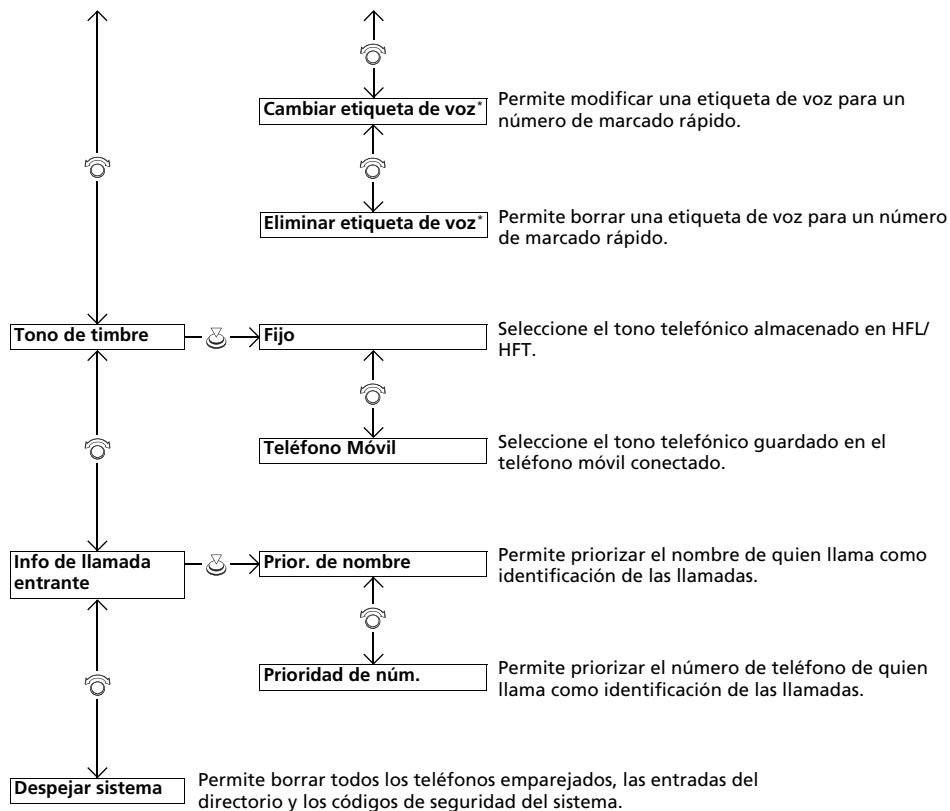 Cambiar etiqueta de voz*
Permite modificar una etiqueta de voz para un
número de marcado rápido.
Eliminar etiqueta de voz*
Permite borrar una etiqueta de voz para un número
de marcado rápido.
Tono de timbre
Fijo
Seleccione el tono telefónico almacenado en HFL/
HFT.
Teléfono Móvil
Seleccione el tono telefónico guardado en el
teléfono móvil conectado.
Info de llamada
entrante
Prior. de nombre
Permite priorizar el nombre de quien llama como
identificación de las llamadas.
Prioridad de núm.
Permite priorizar el número de teléfono de quien
llama como identificación de las llamadas.
Despejar sistema
Permite borrar todos los teléfonos emparejados, las entradas del
directorio y los códigos de seguridad del sistema.